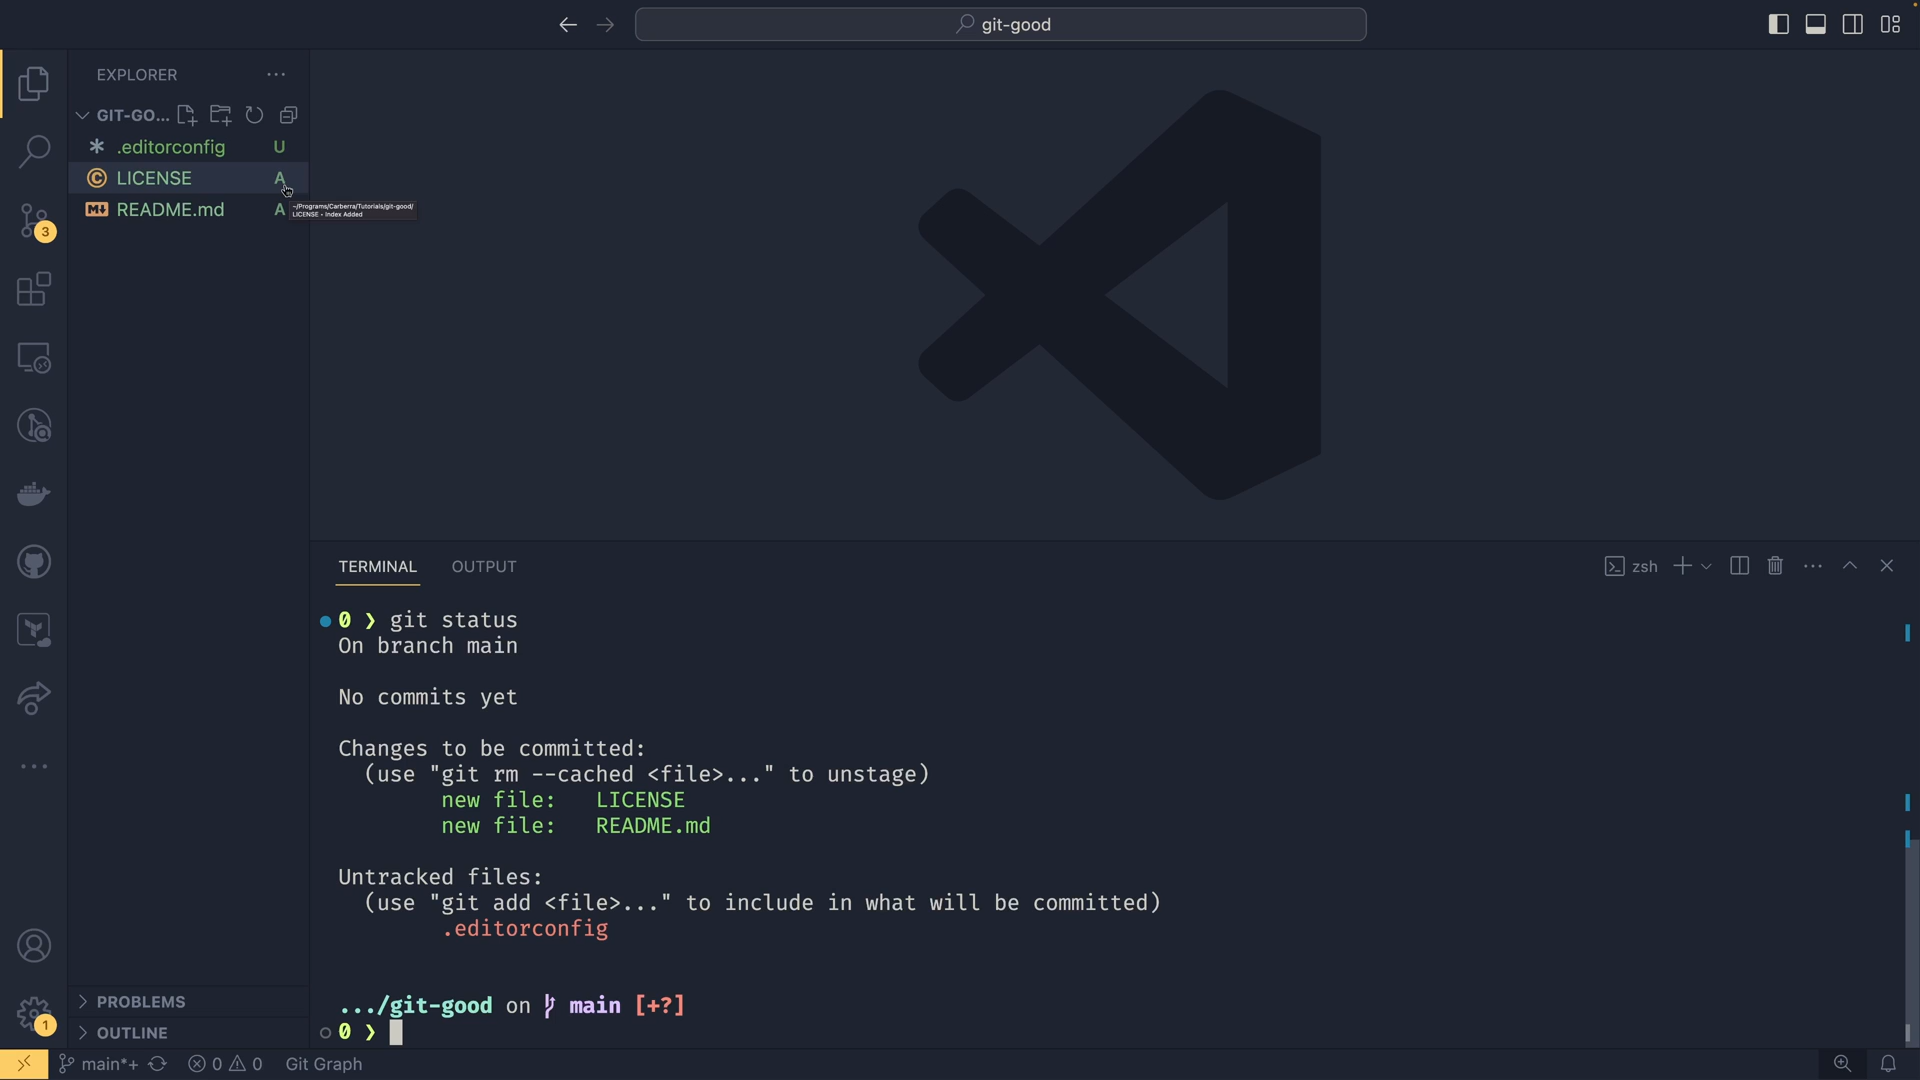 git-good
EXPLORER
GIT-GO...
.editorconfig U
LICENSE A
README.md A
~/Programs/Carberra/Tutorials/git-good/
LICENSE • Index Added
3
TERMINAL OUTPUT
zsh
0 ❯ git status
On branch main
No commits yet
Changes to be committed:
(use "git rm --cached <file>..." to unstage)
new file: LICENSE
new file: README.md
Untracked files:
(use "git add <file>..." to include in what will be committed)
.editorconfig
.../git-good on main [+?]
0 ❯
PROBLEMS
OUTLINE
1
main*+ 0 0 Git Graph